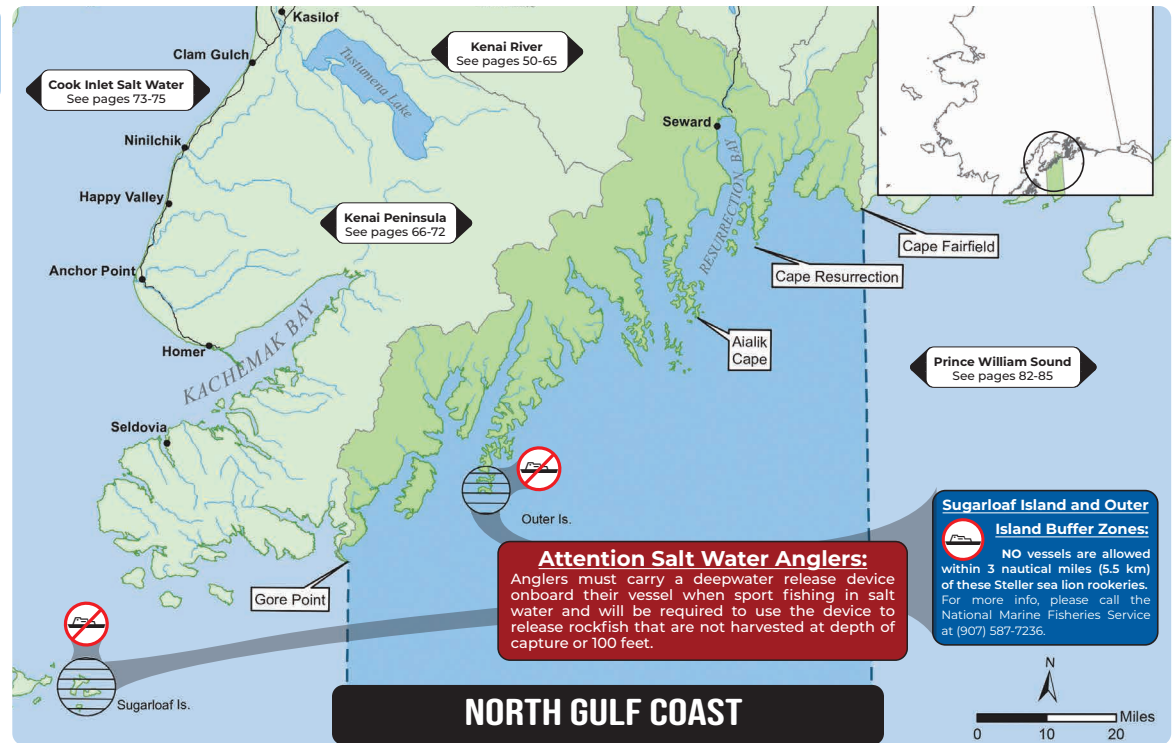 Kasilof
Clam Gulch
Tustumena Lake
Kenai River
See pages 50-65
Cook Inlet Salt Water
See pages 73-75
Ninilchik
Happy Valley
Kenai Peninsula
See pages 66-72
Anchor Point
Homer
KACHEMAK BAY
Seldovia
Seward
RESURRECTION BAY
Cape Fairfield
Cape Resurrection
Aialik
Cape
Prince William Sound
See pages 82-85
Outer Is.
Gore Point
Sugarloaf Is.
Attention Salt Water Anglers:
Anglers must carry a deepwater release device
onboard their vessel when sport fishing in salt
water and will be required to use the device to
release rockfish that are not harvested at depth of
capture or 100 feet.
Sugarloaf Island and Outer
Island Buffer Zones:
NO vessels are allowed
within 3 nautical miles (5.5 km)
of these Steller sea lion rookeries.
For more info, please call the
National Marine Fisheries Service
at (907) 587-7236.
NORTH GULF COAST
N
Miles
0 10 20